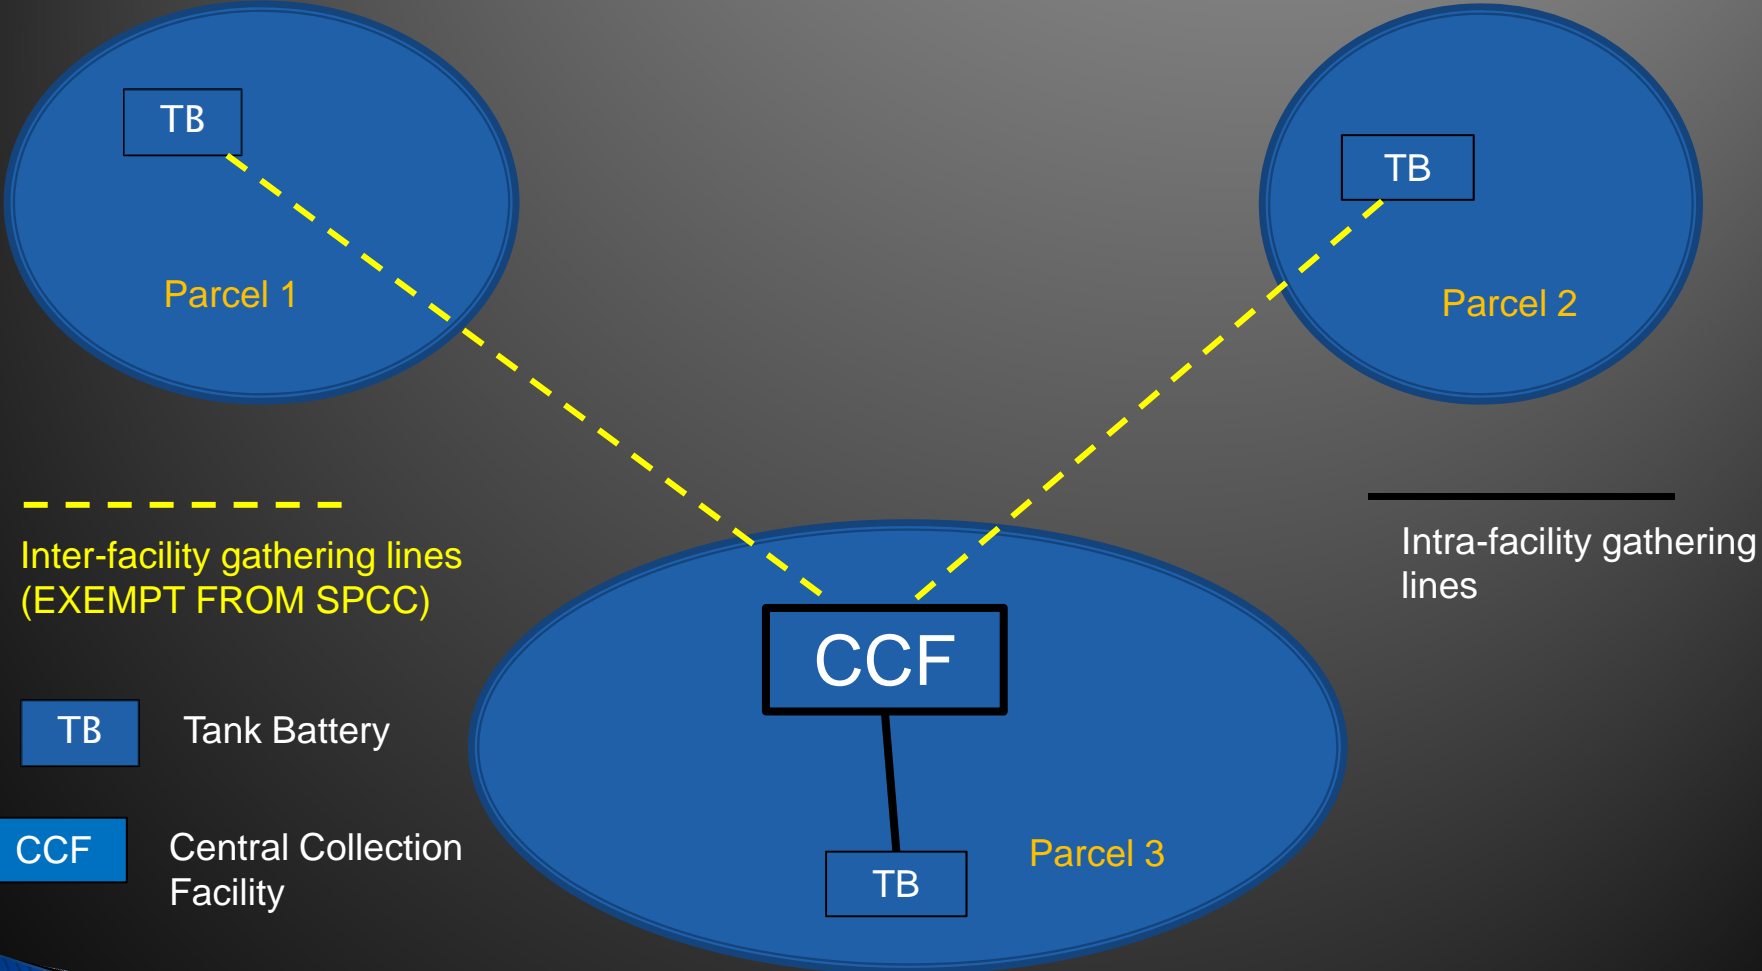 TB
Parcel 1
TB
Parcel 2
Inter-facility gathering lines
(EXEMPT FROM SPCC)
Intra-facility gathering
lines
CCF
TB
Parcel 3
TB
Tank Battery
CCF
Central Collection
Facility